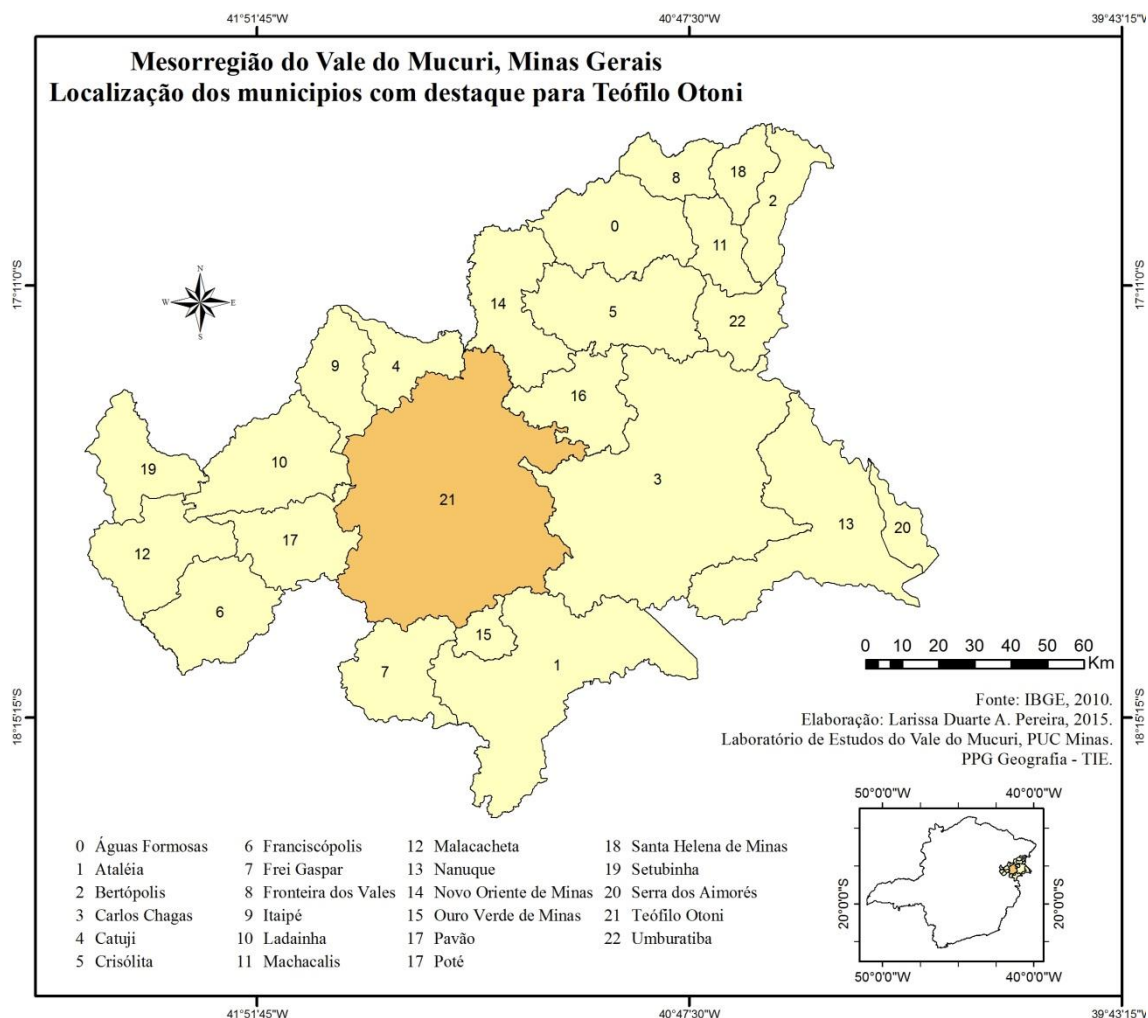 41°51'45"W 40°47'30"W 39°43'15"W
Mesorregião do Vale do Mucuri, Minas Gerais
Localização dos municipios com destaque para Teófilo Otoni
18
8
2
0
11
17°11'0"S 17°11'0"S
N
W E
S
14
5
22
9
4
16
19
10
3
21
13
20
12
17
6
15
7
1
0 10 20 30 40 50 60
Km
18°15'15"S 18°15'15"S
Fonte: IBGE, 2010.
Elaboração: Larissa Duarte A. Pereira, 2015.
Laboratório de Estudos do Vale do Mucuri, PUC Minas.
PPG Geografia - TIE.
50°0'0"W 40°0'0"W
20°0'0"S 20°0'0"S
50°0'0"W 40°0'0"W
0 Águas Formosas
1 Ataléia
2 Bertópolis
3 Carlos Chagas
4 Catuji
5 Crisólita
6 Franciscópolis
7 Frei Gaspar
8 Fronteira dos Vales
9 Itaipé
10 Ladainha
11 Machacalis
12 Malacacheta
13 Nanuque
14 Novo Oriente de Minas
15 Ouro Verde de Minas
17 Pavão
17 Poté
18 Santa Helena de Minas
19 Setubinha
20 Serra dos Aimorés
21 Teófilo Otoni
22 Umburatiba
41°51'45"W 40°47'30"W 39°43'15"W